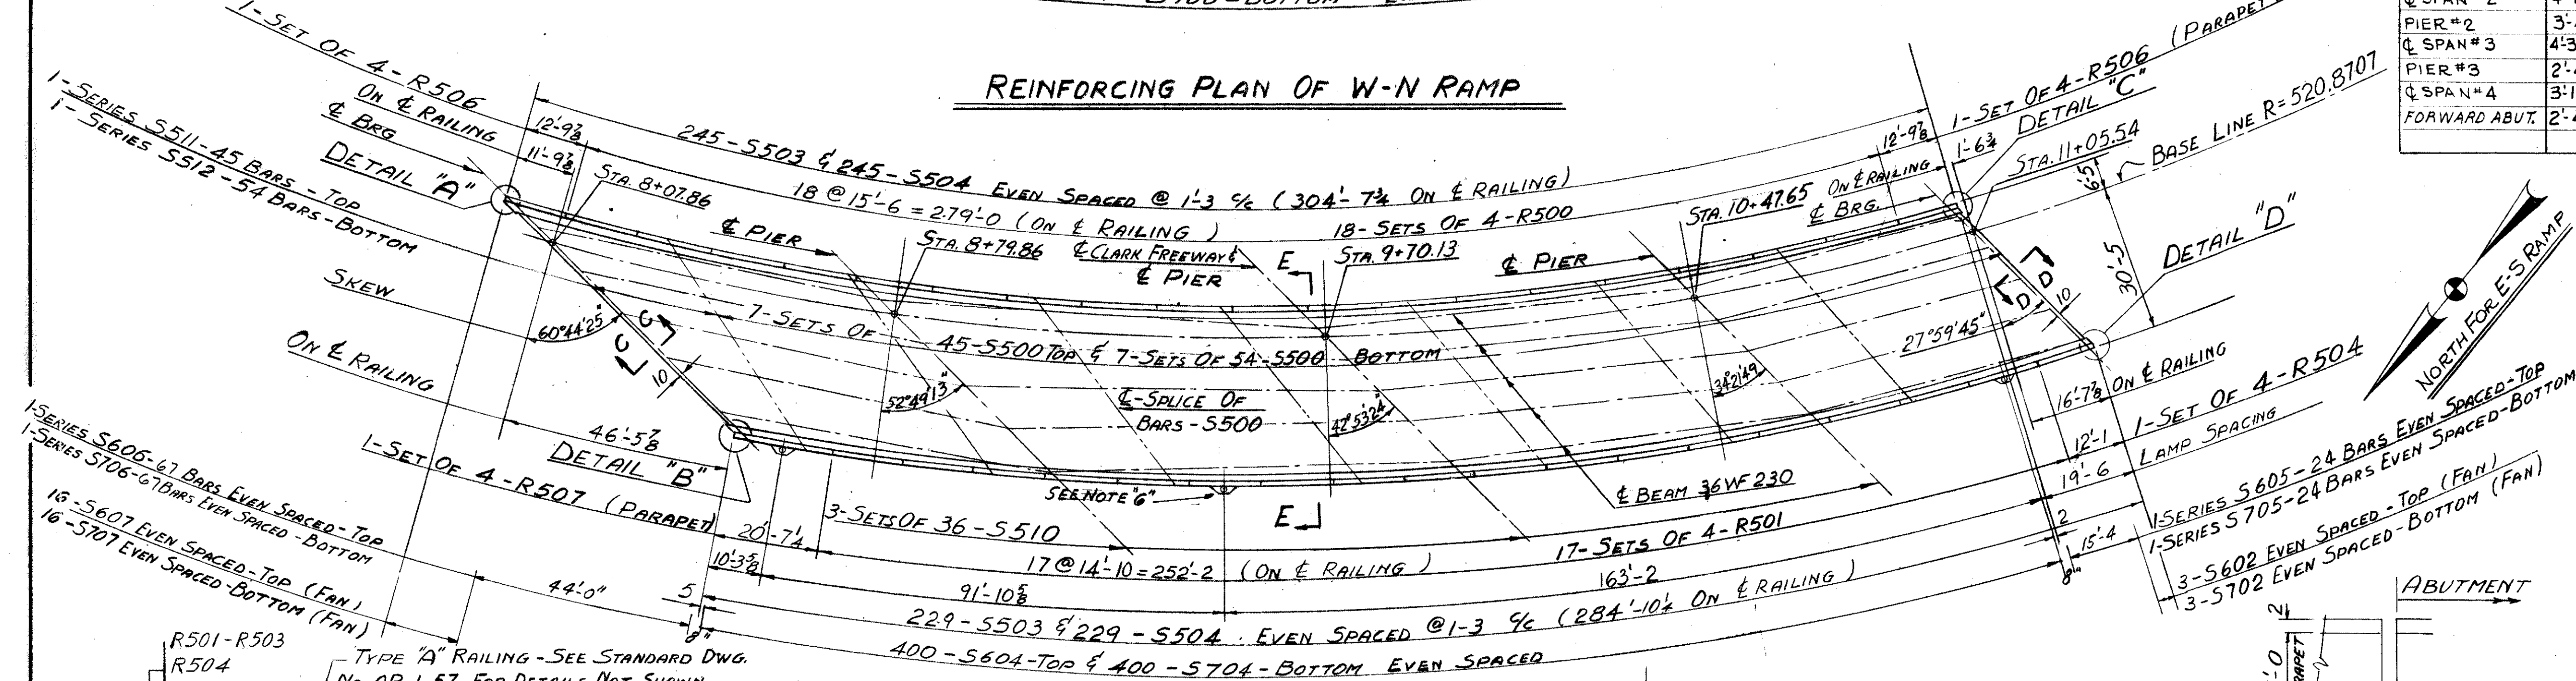 REINFORCING PLAN OF W-N RAMP
1-SET OF 4-R506
ON ℄ RAILING
℄ BRG
DETAIL "A"
1-SERIES S511-45 BARS - TOP
1-SERIES S512-54 BARS-BOTTOM
SKEW
ON ℄ RAILING
12'-9⅞
11'-9⅞
STA. 8+07.86
245-S503 & 245-S504 EVEN SPACED @ 1'-3 c/c (304'-7¾ ON ℄ RAILING)
18 @ 15'-6 = 279'-0 (ON ℄ RAILING)
18-SETS OF 4-R500
℄ PIER
STA. 8+79.86
℄ CLARK FREEWAY &
℄ PIER
E
STA. 9+70.13
℄ PIER
STA. 10+47.65
ON ℄ RAILING
℄ BRG.
12'-9⅞
1'-6¾
1-SET OF 4-R506 (PARAPET
DETAIL "C"
STA. 11+05.54
BASE LINE R=520.8707
6'-5
30'-5
DETAIL "D"
NORTH FOR E-S RAMP
60°44'25"
C
C
10
7-SETS OF 45-S500 TOP & 7-SETS OF 54-S500 BOTTOM
52°49'13"
℄-SPLICE OF
BARS-S500
42°53'24"
34°21'49"
27°59'45"
D
D
10
℄ BEAM 36WF230
SEE NOTE "G"
E
46'-5⅞
DETAIL "B"
1-SET OF 4-R507 (PARAPET)
1-SERIES S606-67 BARS EVEN SPACED-TOP
1-SERIES S706-67 BARS EVEN SPACED-BOTTOM
16-S607 EVEN SPACED-TOP (FAN)
16-S707 EVEN SPACED-BOTTOM (FAN)
44'-0"
20'-7¼
10'-3⅝
3-SETS OF 36-S510
17 @ 14'-10 = 252'-2 (ON ℄ RAILING)
17-SETS OF 4-R501
91'-10⅝
163'-2
5
8"
229-S503 & 229-S504 EVEN SPACED @ 1-3 c/c (284'-10¼ ON ℄ RAILING)
400-S604-TOP & 400-S704-BOTTOM EVEN SPACED
16'-7⅞ ON ℄ RAILING
12'-1
1-SET OF 4-R504
19'-6
LAMP SPACING
2
8"
15'-4
1-SERIES S605-24 BARS EVEN SPACED-TOP
1-SERIES S705-24 BARS EVEN SPACED-BOTTOM
3-S602 EVEN SPACED-TOP (FAN)
3-S702 EVEN SPACED-BOTTOM (FAN)
ABUTMENT
2
R501-R503
R504
TYPE "A" RAILING-SEE STANDARD DWG.
PIER #2
℄ SPAN #3
PIER #3
℄ SPAN #4
FORWARD ABUT.